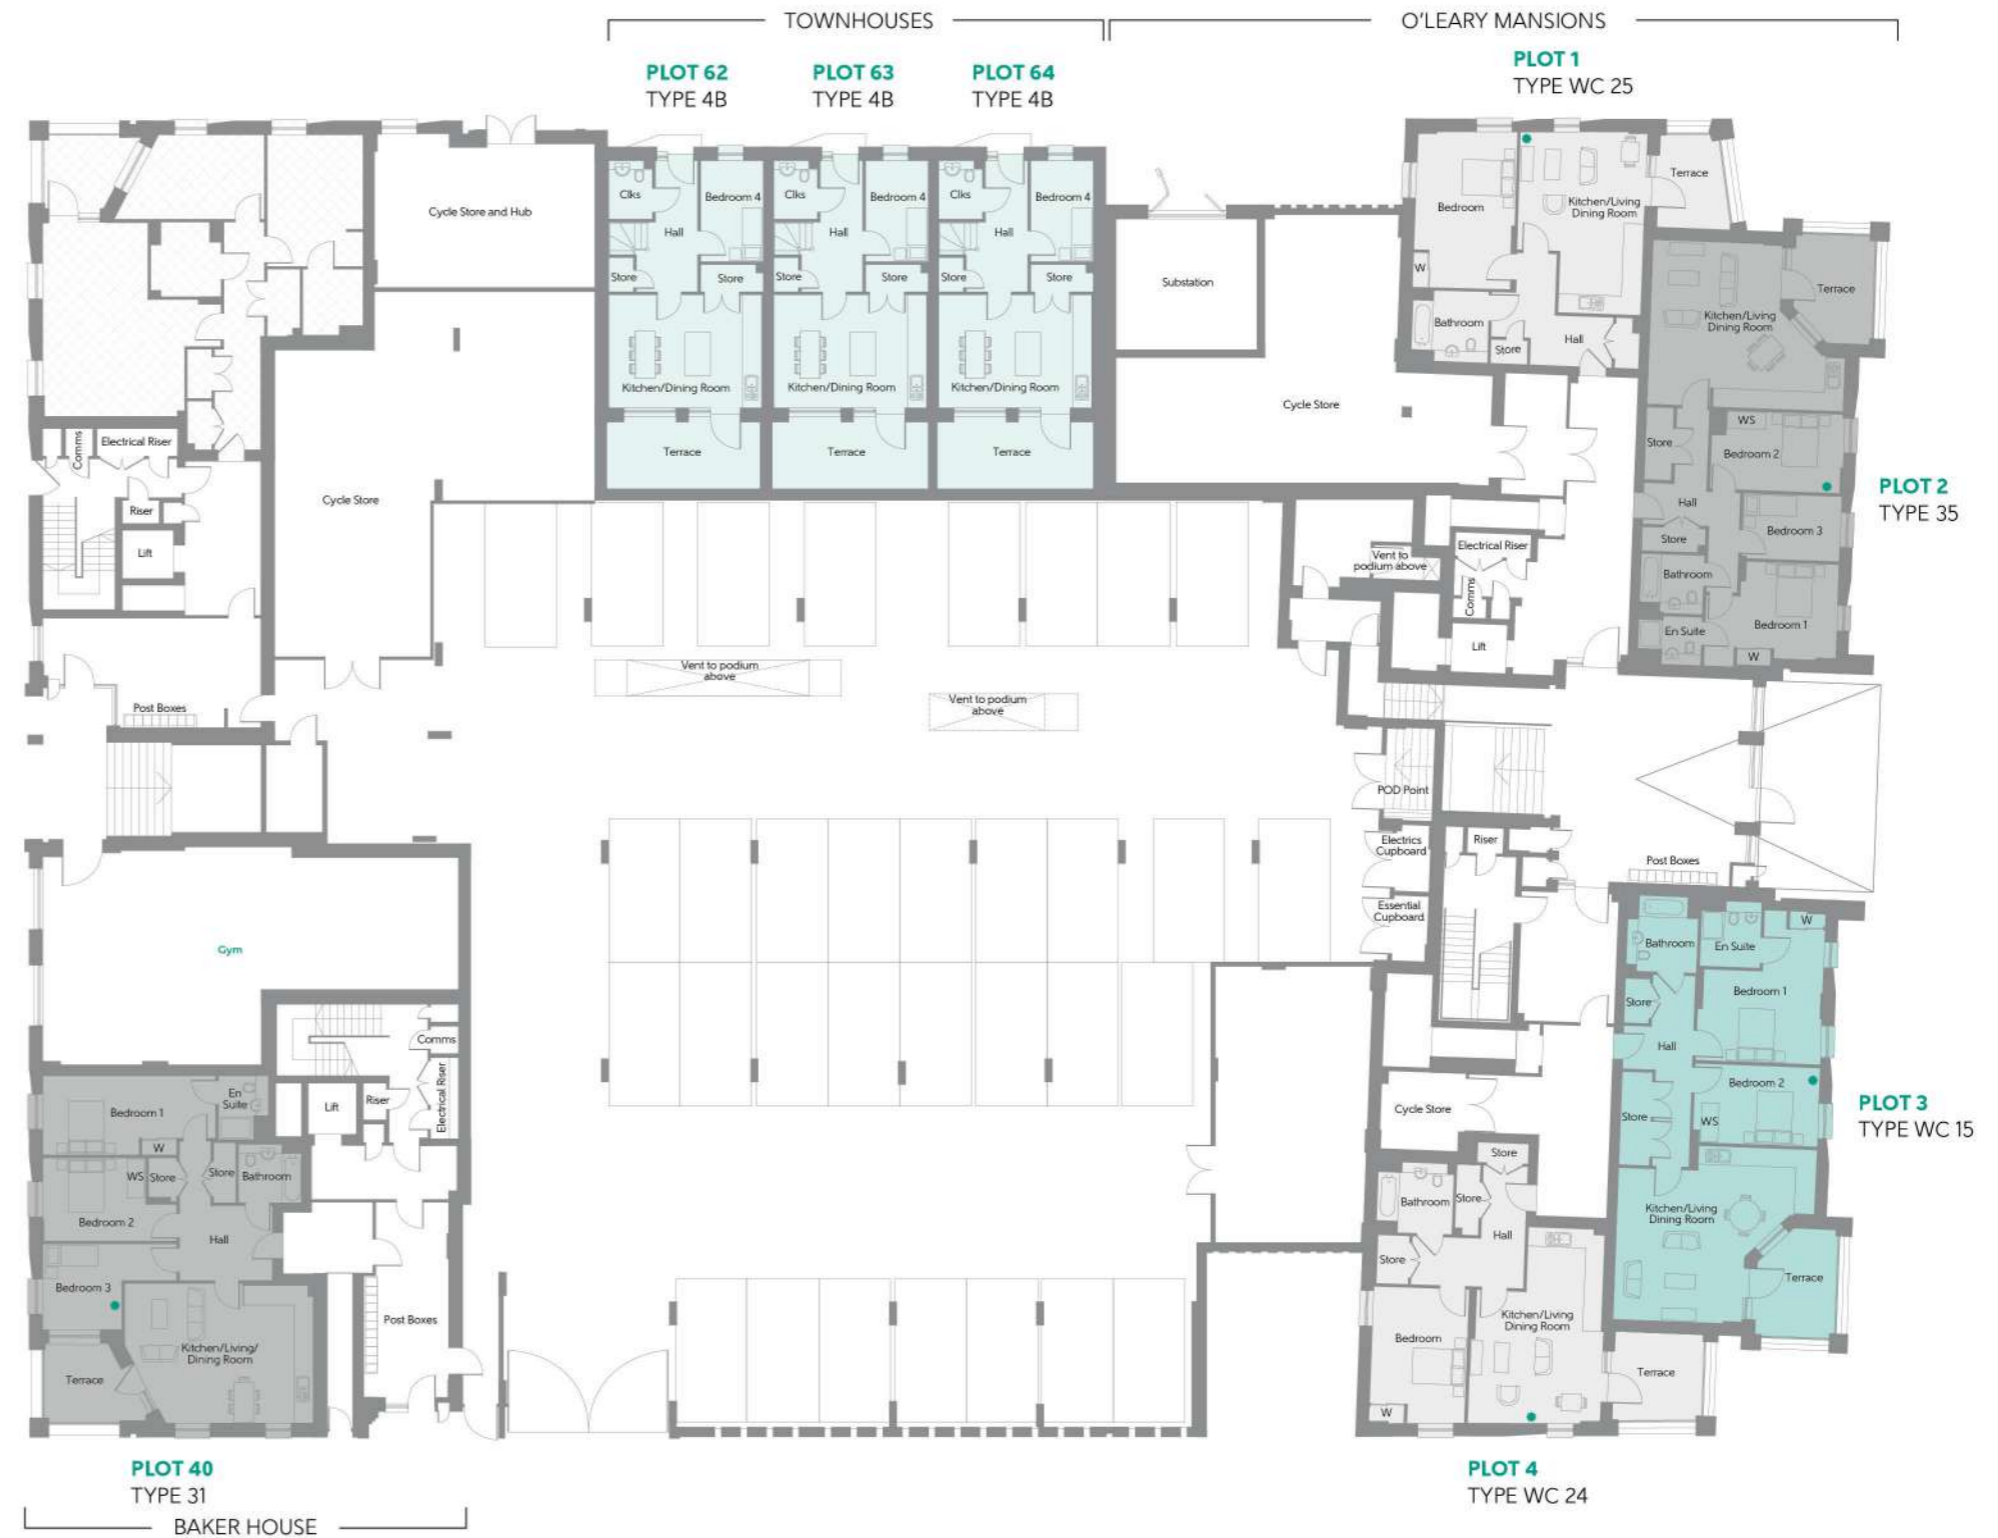 TOWNHOUSES
O'LEARY MANSIONS
PLOT 62
TYPE 4B
PLOT 63
TYPE 4B
PLOT 64
TYPE 4B
PLOT 1
TYPE WC 25
Cycle Store and Hub
Clks
Bedroom 4
Hall
Store
Store
Kitchen/Dining Room
Terrace
Clks
Bedroom 4
Hall
Store
Store
Kitchen/Dining Room
Terrace
Clks
Bedroom 4
Hall
Store
Store
Kitchen/Dining Room
Terrace
Substation
Cycle Store
Bedroom
Kitchen/Living
Dining Room
Terrace
W
Bathroom
Store
Hall
Kitchen/Living
Dining Room
Terrace
WS
Store
Bedroom 2
Hall
Bedroom 3
Store
Bathroom
Bedroom 1
En Suite
W
PLOT 2
TYPE 35
Comms
Electrical Riser
Riser
Lift
Cycle Store
Post Boxes
Vent to podium
above
Vent to podium
above
Vent to
podium above
Electrical Riser
Comms
Lift
POD Point
Electrics
Cupboard
Essential
Cupboard
Riser
Post Boxes
Gym
Comms
Electrical Riser
Lift
Riser
Bedroom 1
En
Suite
W
WS
Store
Store
Bathroom
Bedroom 2
Hall
Bedroom 3
Kitchen/Living/
Dining Room
Terrace
Post Boxes
Bathroom
En Suite
W
Store
Bedroom 1
Hall
Bedroom 2
Store
WS
Kitchen/Living
Dining Room
Terrace
PLOT 3
TYPE WC 15
Cycle Store
Store
Bathroom
Store
Hall
Store
Kitchen/Living
Dining Room
Bedroom
Terrace
W
PLOT 40
TYPE 31
BAKER HOUSE
PLOT 4
TYPE WC 24